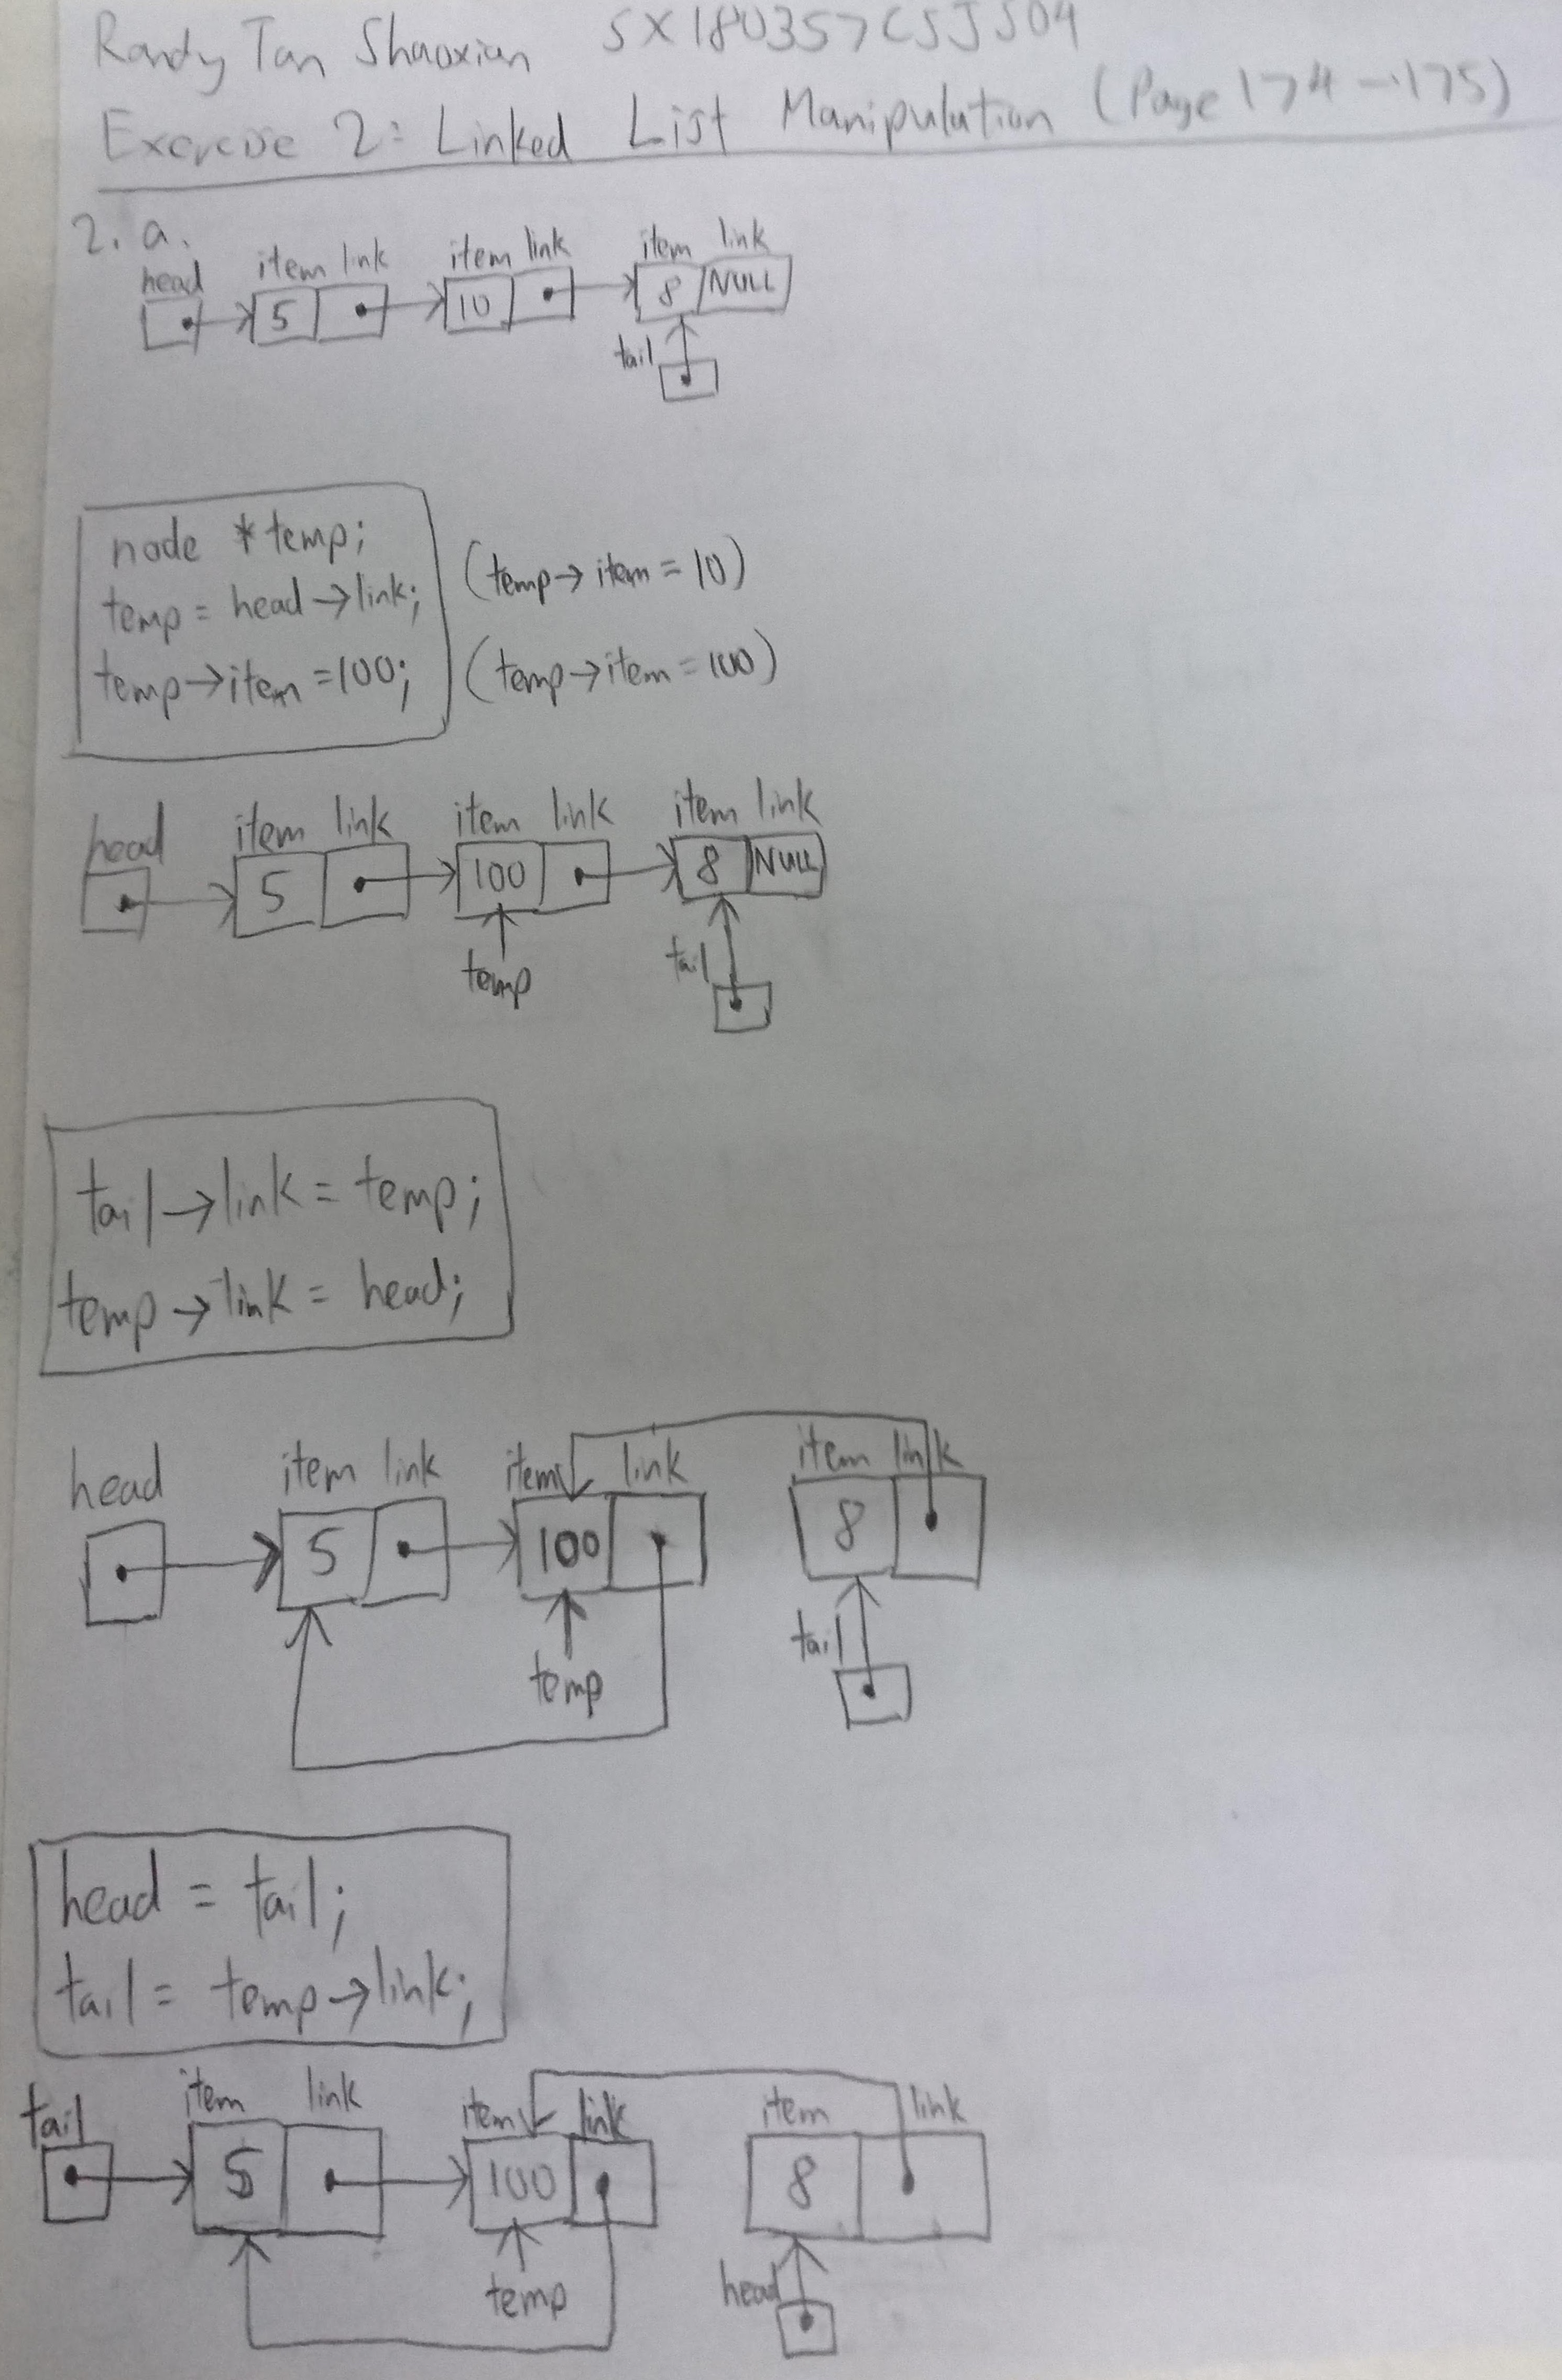 Randy Tan Shaoxian SX180357CSJS04
Exercise 2: Linked List Manipulation (Page 174-175)
2. a.
head item link item link item link
5 10 8 NULL
tail
node *temp;
temp = head→link; (temp→item = 10)
temp→item = 100; (temp→item = 100)
head item link item link item link
5 100 8 NULL
temp tail
tail→link = temp;
temp→link = head;
head item link item link item link
5 100 8
temp tail
head = tail;
tail = temp→link;
tail item link item link item link
5 100 8
temp head